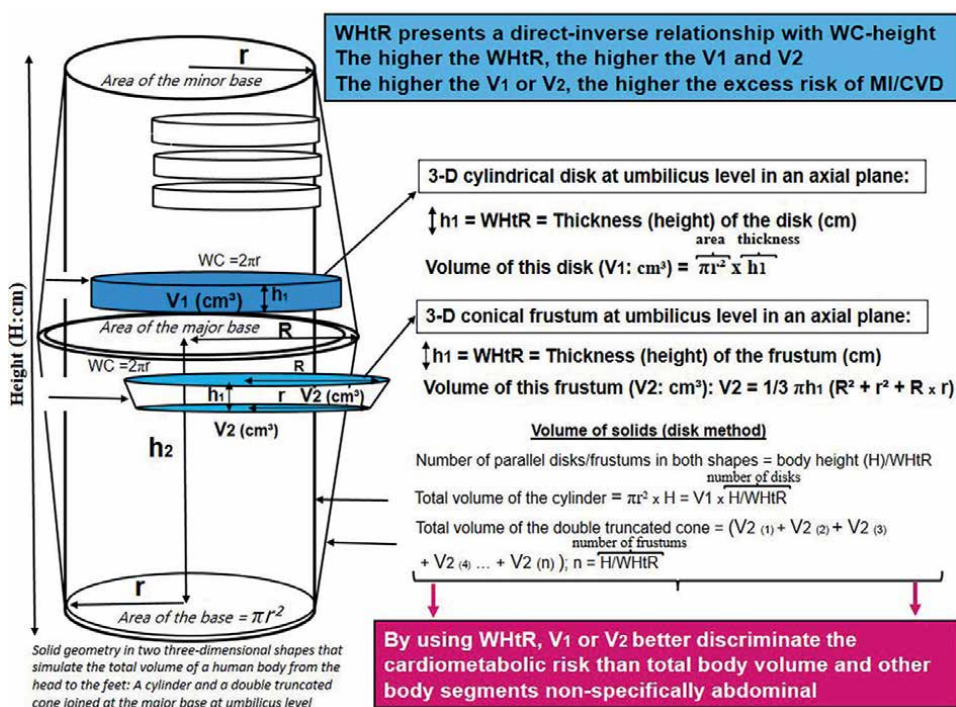 WHtR presents a direct-inverse relationship with WC-height
The higher the WHtR, the higher the V1 and V2
The higher the V1 or V2, the higher the excess risk of MI/CVD
r
Area of the minor base
Height (H:cm)
3-D cylindrical disk at umbilicus level in an axial plane:
h1 = WHtR = Thickness (height) of the disk (cm)
area thickness
Volume of this disk (V1: cm³) = πr² x h1
WC =2πr
V1 (cm³) h1
Area of the major base
R
3-D conical frustum at umbilicus level in an axial plane:
h1 = WHtR = Thickness (height) of the frustum (cm)
Volume of this frustum (V2: cm³): V2 = 1/3 πh1 (R² + r² + R x r)
WC =2πr
R
h1 r V2 (cm³)
V2 (cm³)
h2
Volume of solids (disk method)
Number of parallel disks/frustums in both shapes = body height (H)/WHtR
number of disks
Total volume of the cylinder = πr² x H = V1 x H/WHtR
Total volume of the double truncated cone = (V2 (1) + V2 (2) + V2 (3)
number of frustums
+ V2 (4) ... + V2 (n) ); n = H/WHtR
r
Area of the base = πr²
By using WHtR, V1 or V2 better discriminate the
cardiometabolic risk than total body volume and other
body segments non-specifically abdominal
Solid geometry in two three-dimensional shapes that
simulate the total volume of a human body from the
head to the feet: A cylinder and a double truncated
cone joined at the major base at umbilicus level